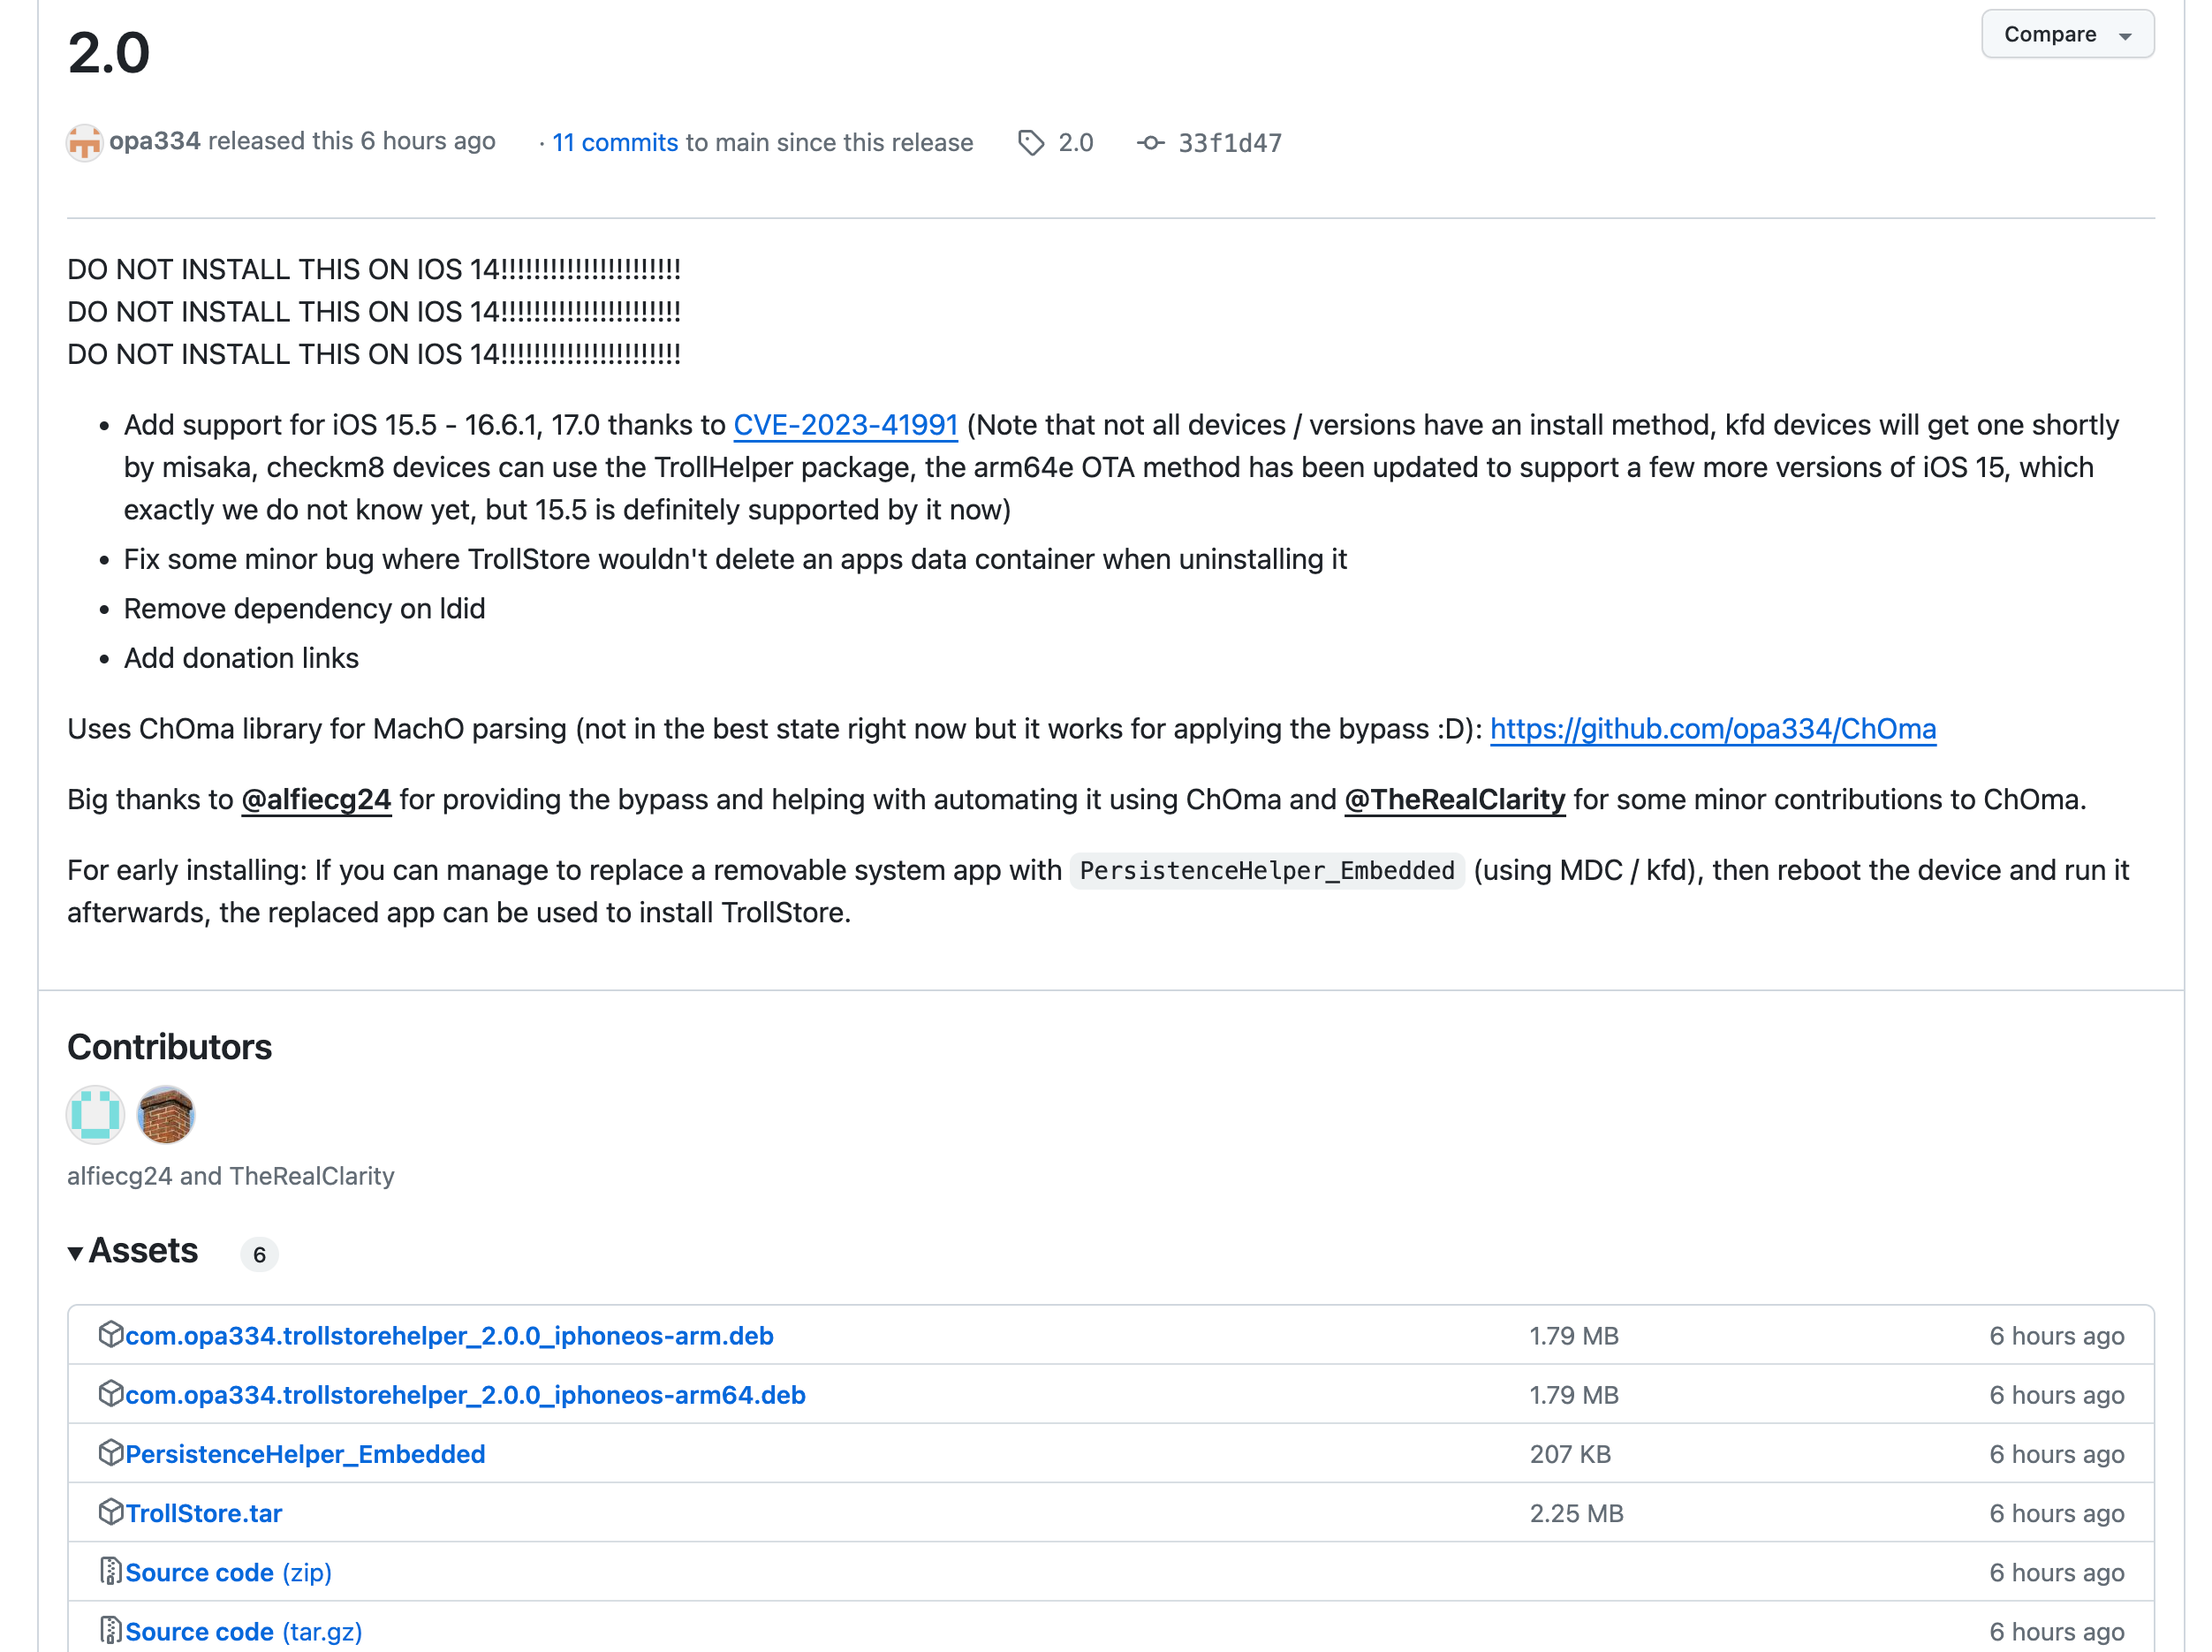 2.0
Compare
opa334 released this 6 hours ago · 11 commits to main since this release 2.0 33f1d47
DO NOT INSTALL THIS ON IOS 14!!!!!!!!!!!!!!!!!!!!!!
DO NOT INSTALL THIS ON IOS 14!!!!!!!!!!!!!!!!!!!!!!
DO NOT INSTALL THIS ON IOS 14!!!!!!!!!!!!!!!!!!!!!!
• Add support for iOS 15.5 - 16.6.1, 17.0 thanks to CVE-2023-41991 (Note that not all devices / versions have an install method, kfd devices will get one shortly
by misaka, checkm8 devices can use the TrollHelper package, the arm64e OTA method has been updated to support a few more versions of iOS 15, which
exactly we do not know yet, but 15.5 is definitely supported by it now)
• Fix some minor bug where TrollStore wouldn't delete an apps data container when uninstalling it
• Remove dependency on ldid
• Add donation links
Uses ChOma library for MachO parsing (not in the best state right now but it works for applying the bypass :D): https://github.com/opa334/ChOma
Big thanks to @alfiecg24 for providing the bypass and helping with automating it using ChOma and @TheRealClarity for some minor contributions to ChOma.
For early installing: If you can manage to replace a removable system app with PersistenceHelper_Embedded (using MDC / kfd), then reboot the device and run it
afterwards, the replaced app can be used to install TrollStore.
Contributors
alfiecg24 and TheRealClarity
Assets 6
com.opa334.trollstorehelper_2.0.0_iphoneos-arm.deb 1.79 MB 6 hours ago
com.opa334.trollstorehelper_2.0.0_iphoneos-arm64.deb 1.79 MB 6 hours ago
PersistenceHelper_Embedded 207 KB 6 hours ago
TrollStore.tar 2.25 MB 6 hours ago
Source code (zip) 6 hours ago
Source code (tar.gz) 6 hours ago